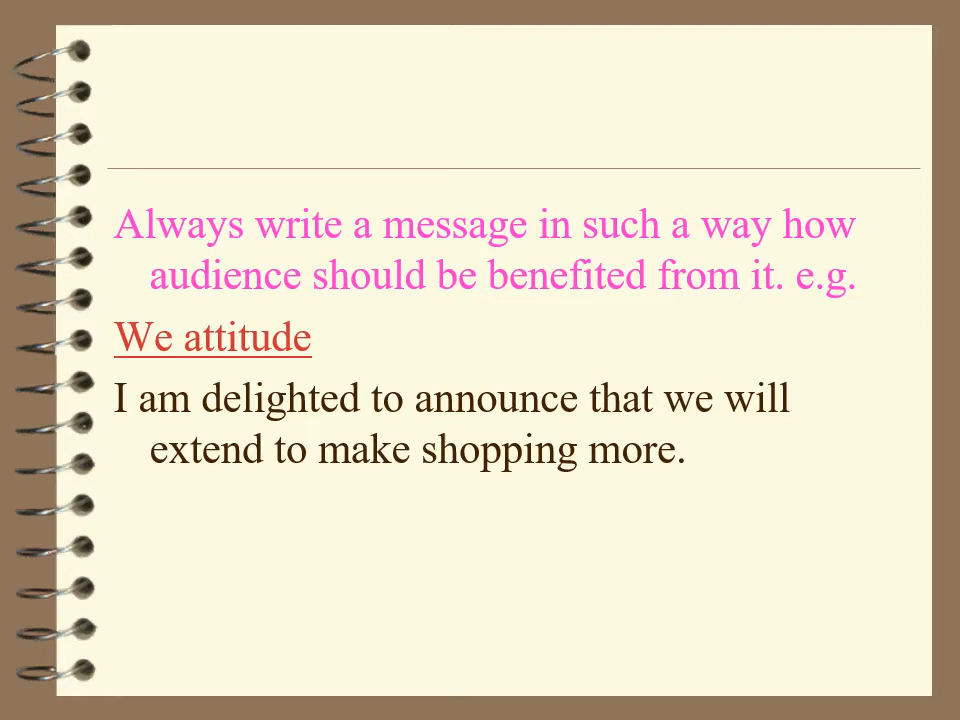 Always write a message in such a way how
audience should be benefited from it. e.g.
We attitude
I am delighted to announce that we will
extend to make shopping more.